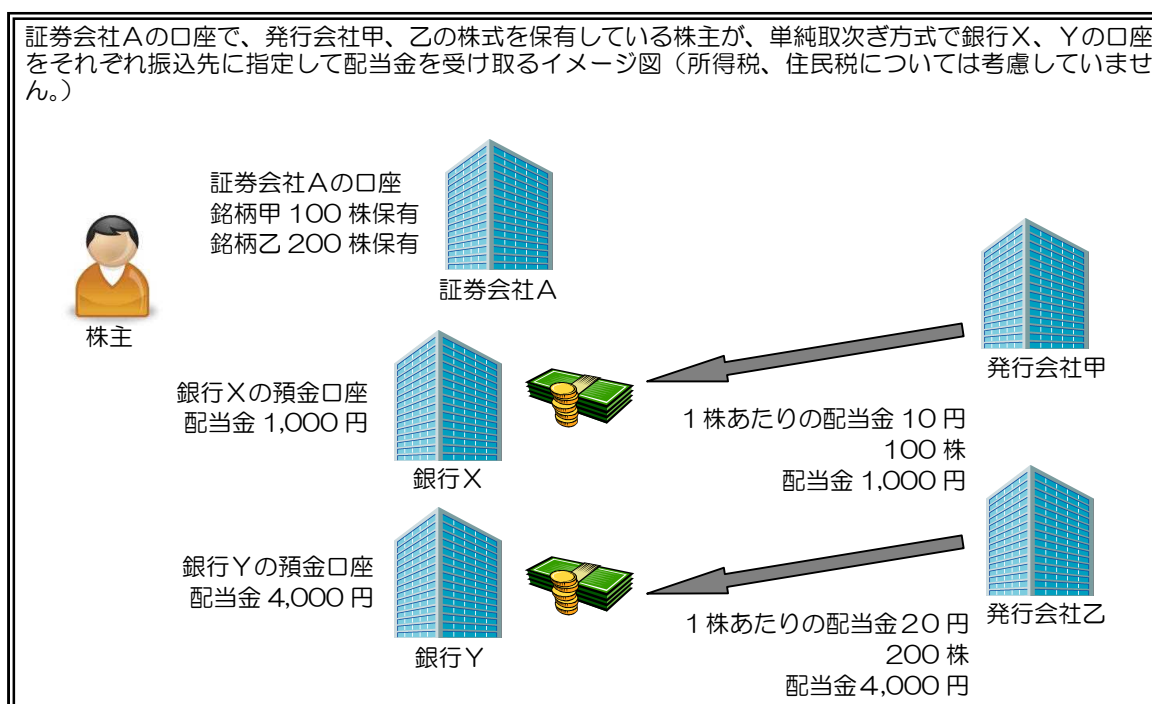 証券会社Aの口座で、発行会社甲、乙の株式を保有している株主が、単純取次ぎ方式で銀行X、Yの口座
をそれぞれ振込先に指定して配当金を受け取るイメージ図（所得税、住民税については考慮していませ
ん。）
証券会社Aの口座
銘柄甲 100 株保有
銘柄乙 200 株保有
証券会社A
株主
発行会社甲
銀行Xの預金口座
配当金 1,000 円
銀行X
1株あたりの配当金 10 円
100 株
配当金 1,000 円
銀行Yの預金口座
配当金 4,000 円
銀行Y
発行会社乙
1株あたりの配当金20 円
200 株
配当金4,000 円